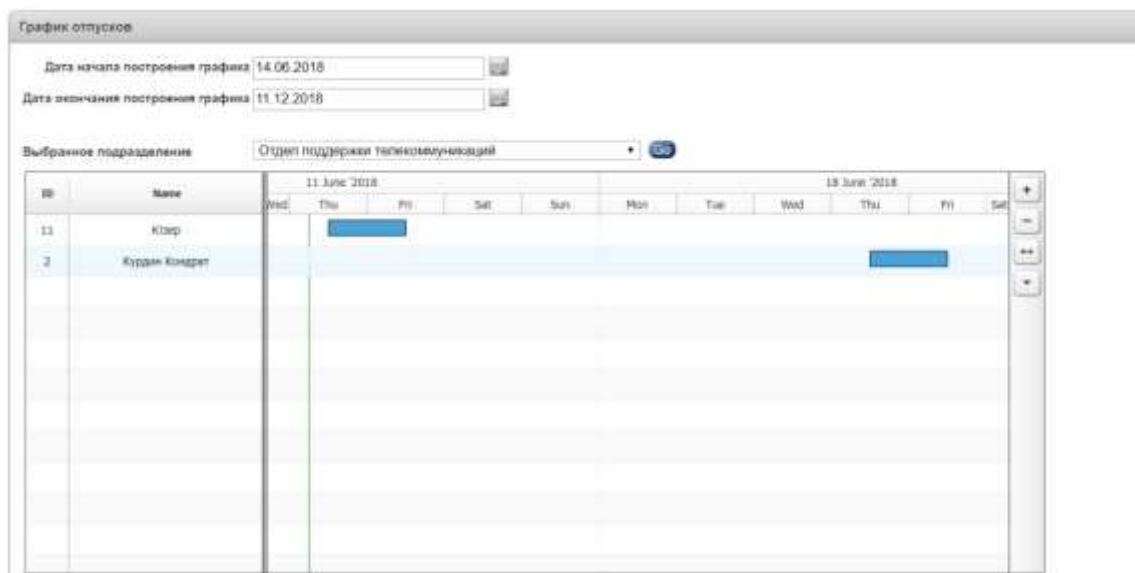 График отпусков
Дата начала построения графика 14.06.2018
Дата окончания построения графика 11.12.2018
Выбранное подразделение Отдел поддержки телекоммуникаций Go
11 June '2018 18 June '2018
ID Name Wed Thu Fri Sat Sun Mon Tue Wed Thu Fri Sat
11
2 Курдин Кондрат